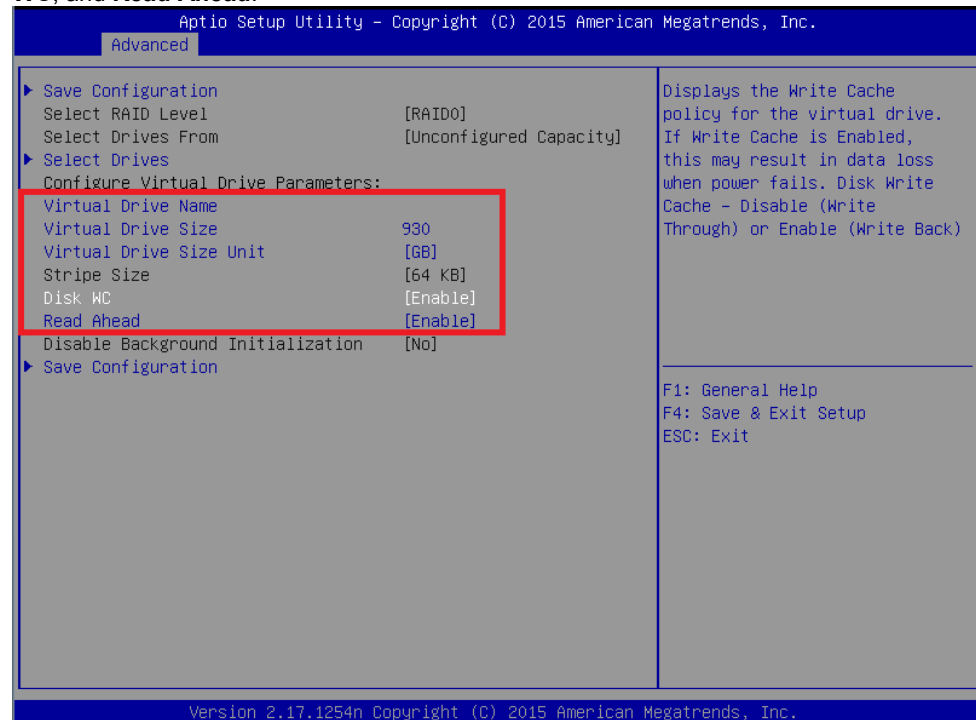 WC, and Read Ahead.
Aptio Setup Utility – Copyright (C) 2015 American Megatrends, Inc.
Advanced
Save Configuration
Select RAID Level [RAID0]
Select Drives From [Unconfigured Capacity]
Select Drives
Configure Virtual Drive Parameters:
Virtual Drive Name
Virtual Drive Size 930
Virtual Drive Size Unit [GB]
Stripe Size [64 KB]
Disk WC [Enable]
Read Ahead [Enable]
Disable Background Initialization [No]
Save Configuration
Displays the Write Cache
policy for the virtual drive.
If Write Cache is Enabled,
this may result in data loss
when power fails. Disk Write
Cache – Disable (Write
Through) or Enable (Write Back)
F1: General Help
F4: Save & Exit Setup
ESC: Exit
Version 2.17.1254n Copyright (C) 2015 American Megatrends, Inc.